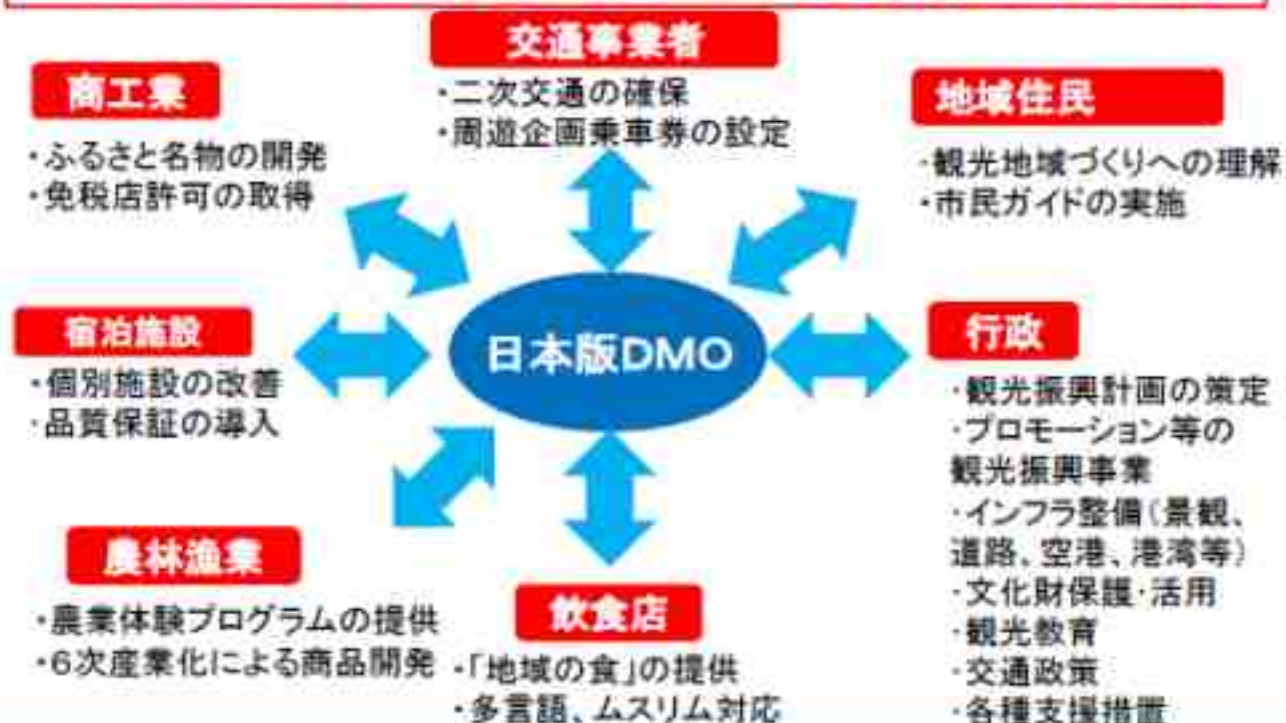 交通事業者
・二次交通の確保
・周遊企画乗車券の設定
商工業
・ふるさと名物の開発
・免税店許可の取得
地域住民
・観光地域づくりへの理解
・市民ガイドの実施
宿泊施設
・個別施設の改善
・品質保証の導入
日本版DMO
行政
・観光振興計画の策定
・プロモーション等の
観光振興事業
・インフラ整備（景観、
道路、空港、港湾等）
・文化財保護・活用
・観光教育
・交通政策
・各種支援措置
農林漁業
・農業体験プログラムの提供
・6次産業化による商品開発
飲食店
・「地域の食」の提供
・多言語、ムスリム対応